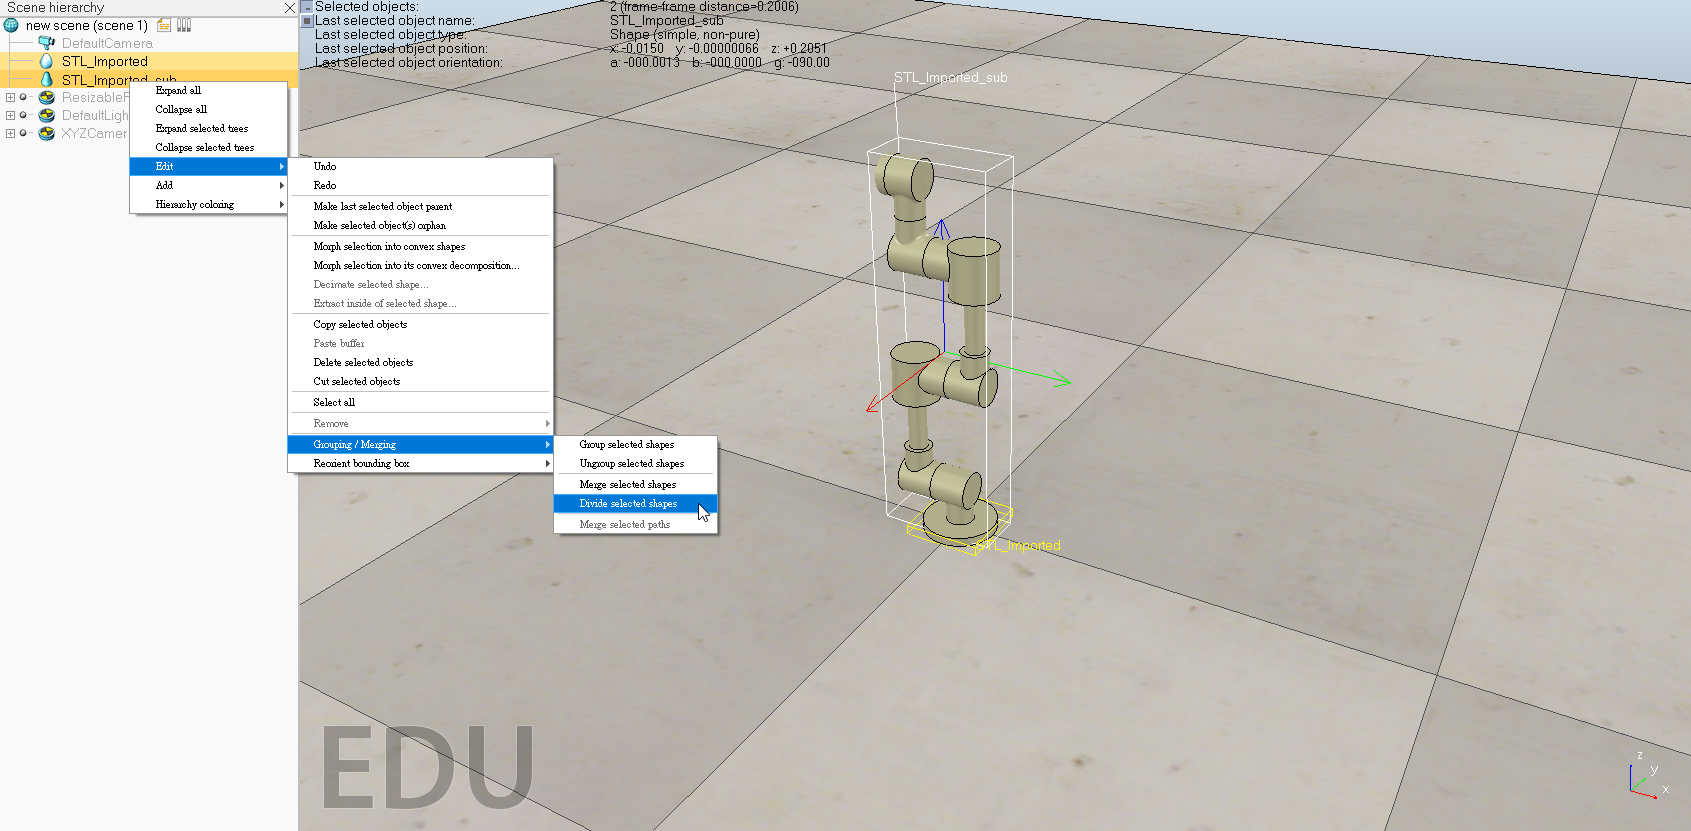 Scene hierarchy
new scene (scene 1)
DefaultCamera
STL_Imported
STL_Imported_sub
ResizableF
DefaultLigh
XYZCamer
Selected objects: 2 (frame-frame distance=0.2006)
Last selected object name: STL_Imported_sub
Last selected object type: Shape (simple, non-pure)
Last selected object position: x: -0.0150 y: -0.00000066 z: +0.2051
Last selected object orientation: a: -000.0013 b: -000.0000 g: -090.00
Expand all
Collapse all
Expand selected trees
Collapse selected trees
Edit
Add
Hierarchy coloring
Undo
Redo
Make last selected object parent
Make selected object(s) orphan
Morph selection into convex shapes
Morph selection into its convex decomposition...
Decimate selected shape...
Extract inside of selected shape...
Copy selected objects
Paste buffer
Delete selected objects
Cut selected objects
Select all
Remove
Grouping / Merging
Reorient bounding box
Group selected shapes
Ungroup selected shapes
Merge selected shapes
Divide selected shapes
Merge selected paths
STL_Imported_sub
STL_Imported
EDU
z
y
x